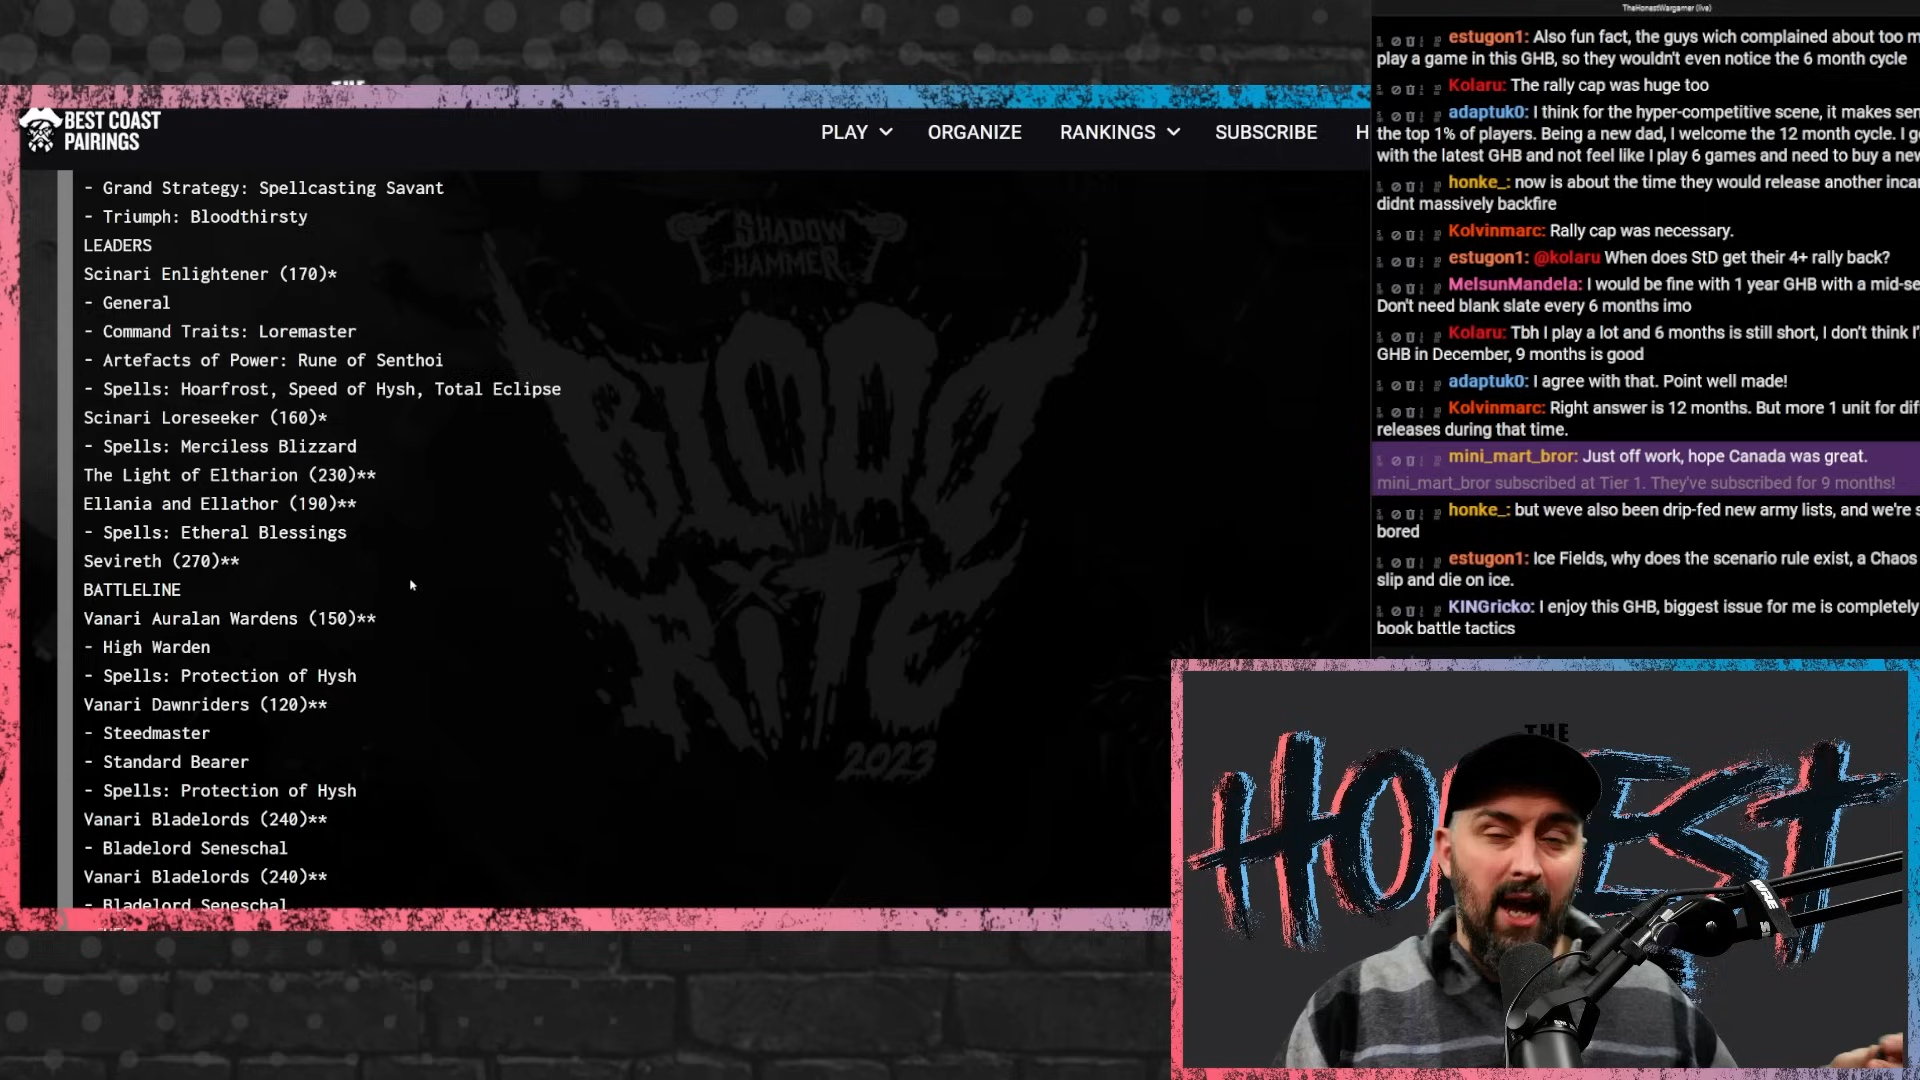 THE
BEST COAST
PAIRINGS
PLAY
ORGANIZE
RANKINGS
SUBSCRIBE
H
- Grand Strategy: Spellcasting Savant
- Triumph: Bloodthirsty
LEADERS
Scinari Enlightener (170)*
- General
- Command Traits: Loremaster
- Artefacts of Power: Rune of Senthoi
- Spells: Hoarfrost, Speed of Hysh, Total Eclipse
Scinari Loreseeker (160)*
- Spells: Merciless Blizzard
The Light of Eltharion (230)**
Ellania and Ellathor (190)**
- Spells: Etheral Blessings
Sevireth (270)**
BATTLELINE
Vanari Auralan Wardens (150)**
- High Warden
- Spells: Protection of Hysh
Vanari Dawnriders (120)**
- Steedmaster
- Standard Bearer
- Spells: Protection of Hysh
Vanari Bladelords (240)**
- Bladelord Seneschal
Vanari Bladelords (240)**
- Bladelord Seneschal
SHADOW
HAMMER
BLOOD
RITE
2023
TheHonestWargamer (live)
estugon1: Also fun fact, the guys wich complained about too m
play a game in this GHB, so they wouldn't even notice the 6 month cycle
Kolaru: The rally cap was huge too
adaptuk0: I think for the hyper-competitive scene, it makes sen
the top 1% of players. Being a new dad, I welcome the 12 month cycle. I g
with the latest GHB and not feel like I play 6 games and need to buy a new
honke_: now is about the time they would release another incar
didnt massively backfire
Kolvinmarc: Rally cap was necessary.
estugon1: @kolaru When does StD get their 4+ rally back?
MelsunMandela: I would be fine with 1 year GHB with a mid-se
Don't need blank slate every 6 months imo
Kolaru: Tbh I play a lot and 6 months is still short, I don't think I'
GHB in December, 9 months is good
adaptuk0: I agree with that. Point well made!
Kolvinmarc: Right answer is 12 months. But more 1 unit for dif
releases during that time.
mini_mart_bror: Just off work, hope Canada was great.
mini_mart_bror subscribed at Tier 1. They've subscribed for 9 months!
honke_: but weve also been drip-fed new army lists, and we're s
bored
estugon1: Ice Fields, why does the scenario rule exist, a Chaos
slip and die on ice.
KINGricko: I enjoy this GHB, biggest issue for me is completely
book battle tactics
THE
HONEST